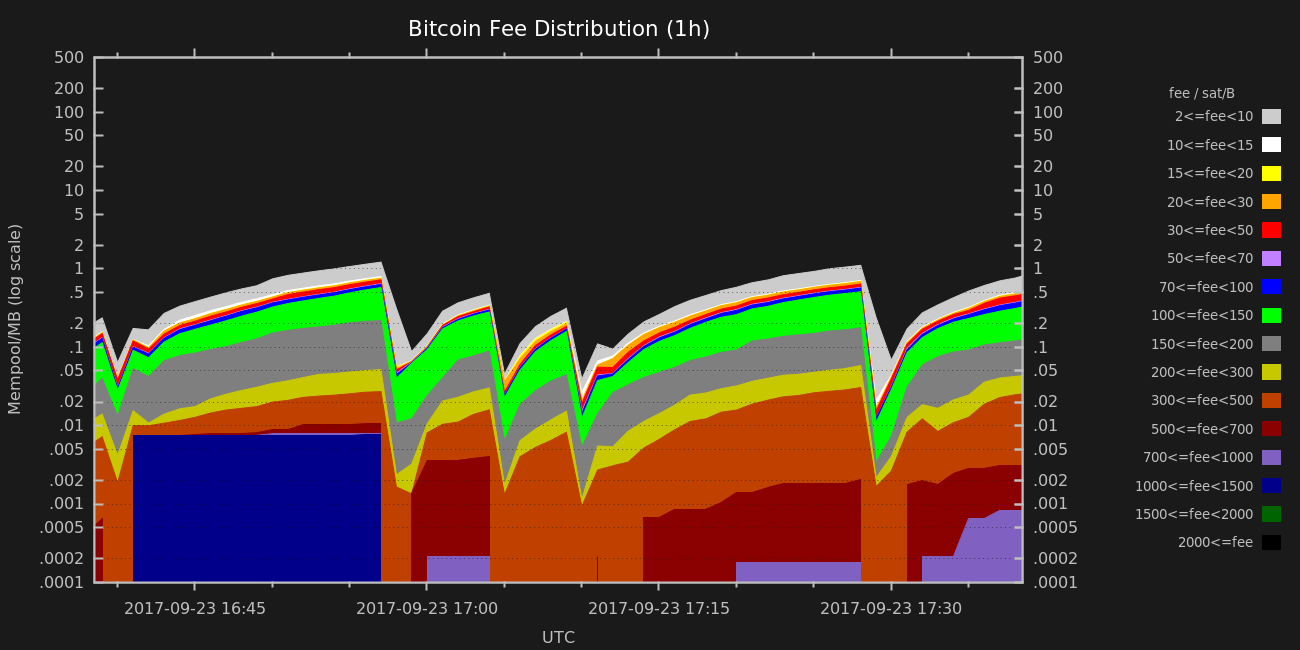 Bitcoin Fee Distribution (1h)
Mempool/MB (log scale)
500
200
100
50
20
10
5
2
1
.5
.2
.1
.05
.02
.01
.005
.002
.001
.0005
.0002
.0001
500
200
100
50
20
10
5
2
1
.5
.2
.1
.05
.02
.01
.005
.002
.001
.0005
.0002
.0001
2017-09-23 16:45
2017-09-23 17:00
2017-09-23 17:15
2017-09-23 17:30
UTC
fee / sat/B
2<=fee<10
10<=fee<15
15<=fee<20
20<=fee<30
30<=fee<50
50<=fee<70
70<=fee<100
100<=fee<150
150<=fee<200
200<=fee<300
300<=fee<500
500<=fee<700
700<=fee<1000
1000<=fee<1500
1500<=fee<2000
2000<=fee